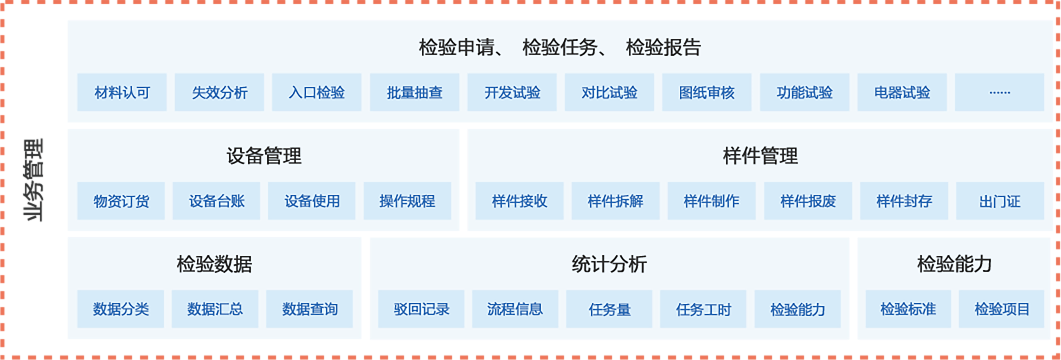 业务管理
检验申请、 检验任务、 检验报告
材料认可 失效分析 入口检验 批量抽查 开发试验 对比试验 图纸审核 功能试验 电器试验 ······
设备管理 样件管理
物资订货 设备台账 设备使用 操作规程 样件接收 样件拆解 样件制作 样件报废 样件封存 出门证
检验数据 统计分析 检验能力
数据分类 数据汇总 数据查询 驳回记录 流程信息 任务量 任务工时 检验能力 检验标准 检验项目